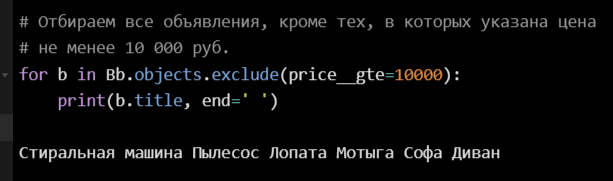 # Отбираем все объявления, кроме тех, в которых указана цена
# не менее 10 000 руб.
for b in Bb.objects.exclude(price__gte=10000):
    print(b.title, end=' ')
Стиральная машина Пылесос Лопата Мотыга Софа Диван